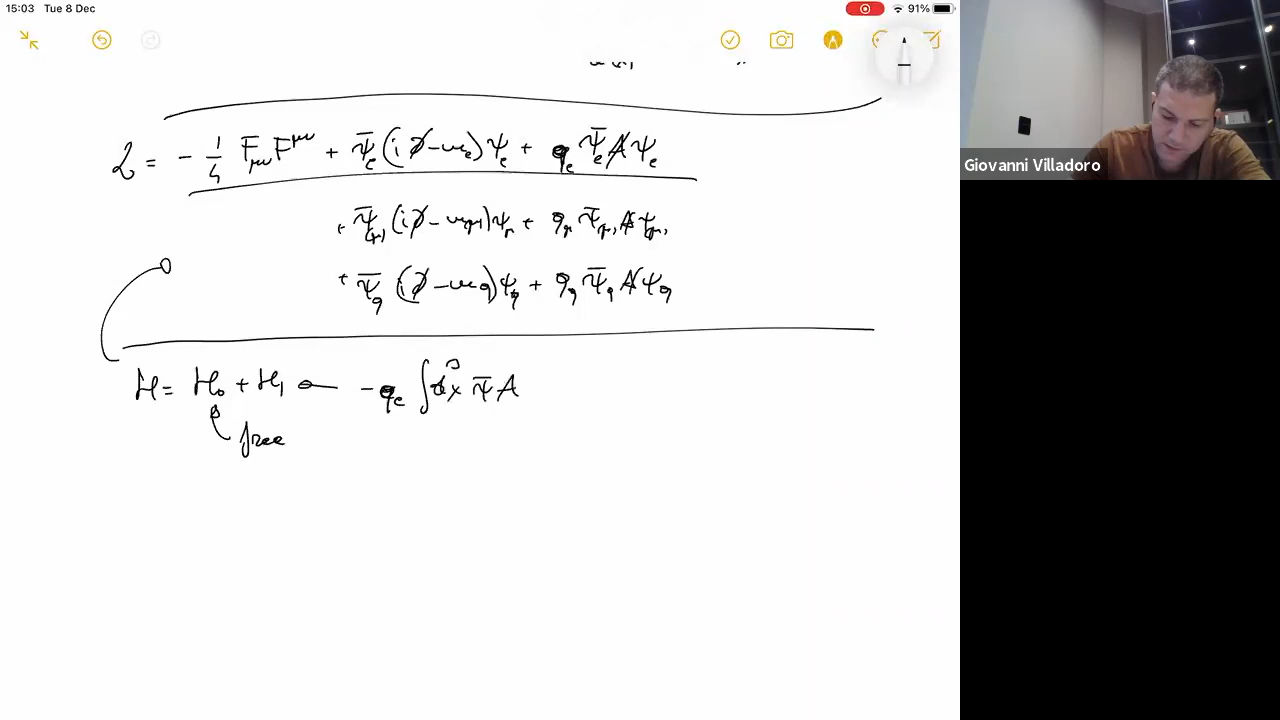 15:03 Tue 8 Dec
91%
ℒ = - 1/4 F_μν F^μν + ψ̄_e (i∂̸ - m_e) ψ_e + q_e ψ̄_e A̸ ψ_e
+ ψ̄_μ (i∂̸ - m_μ) ψ_μ + q_μ ψ̄_μ A̸ ψ_μ
+ ψ̄_q (i∂̸ - m_q) ψ_q + q_q ψ̄_q A̸ ψ_q
H = H_0 + H_1 - q_e ∫ d^3x ψ̄ A
free
Giovanni Villadoro